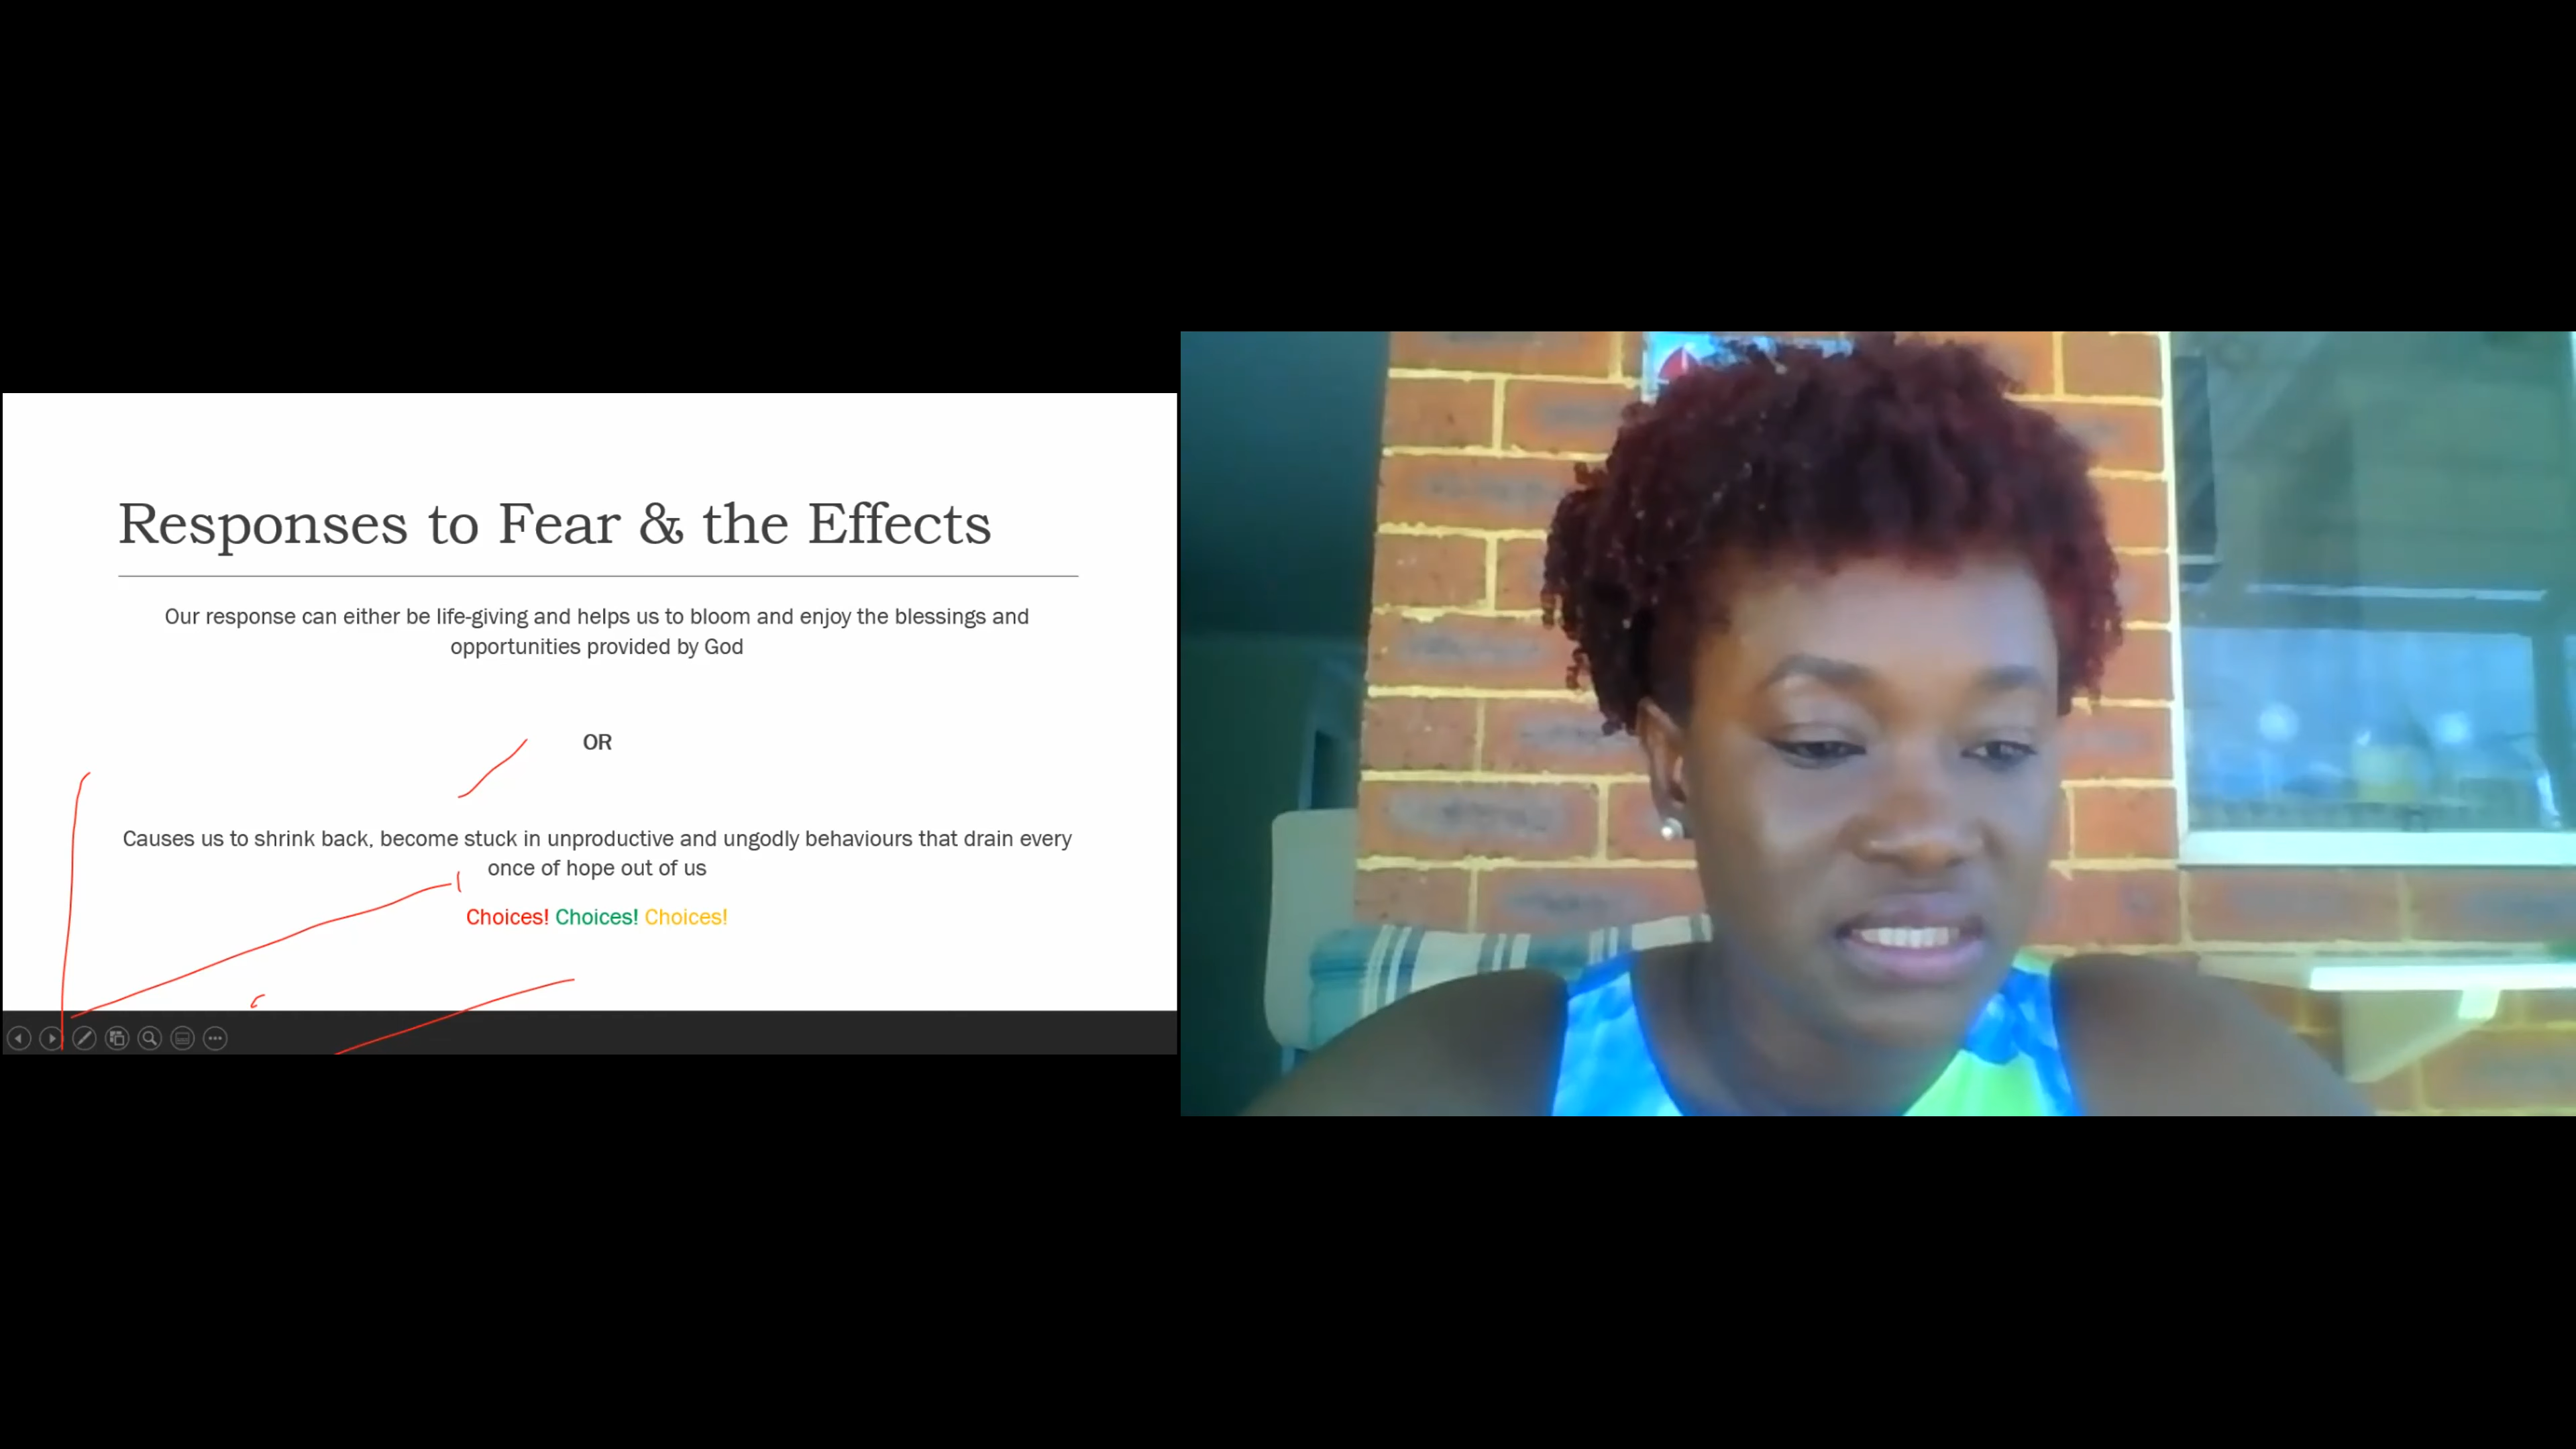 Responses to Fear & the Effects
Our response can either be life-giving and helps us to bloom and enjoy the blessings and
opportunities provided by God
OR
Causes us to shrink back, become stuck in unproductive and ungodly behaviours that drain every
once of hope out of us
Choices! Choices! Choices!